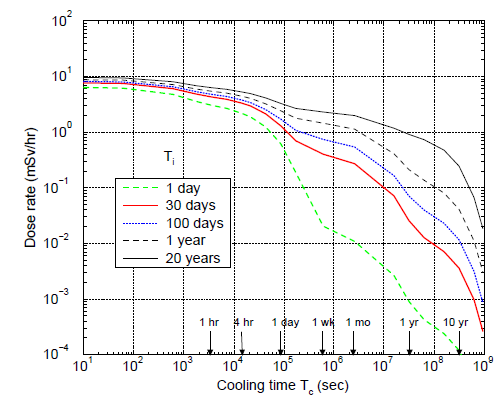 10^2
10^1
10^0
10^-1
10^-2
10^-3
10^-4
Dose rate (mSv/hr)
T_i
1 day
30 days
100 days
1 year
20 years
1 hr 4 hr 1 day 1 wk 1 mo 1 yr 10 yr
10^1 10^2 10^3 10^4 10^5 10^6 10^7 10^8 10^9
Cooling time T_c (sec)